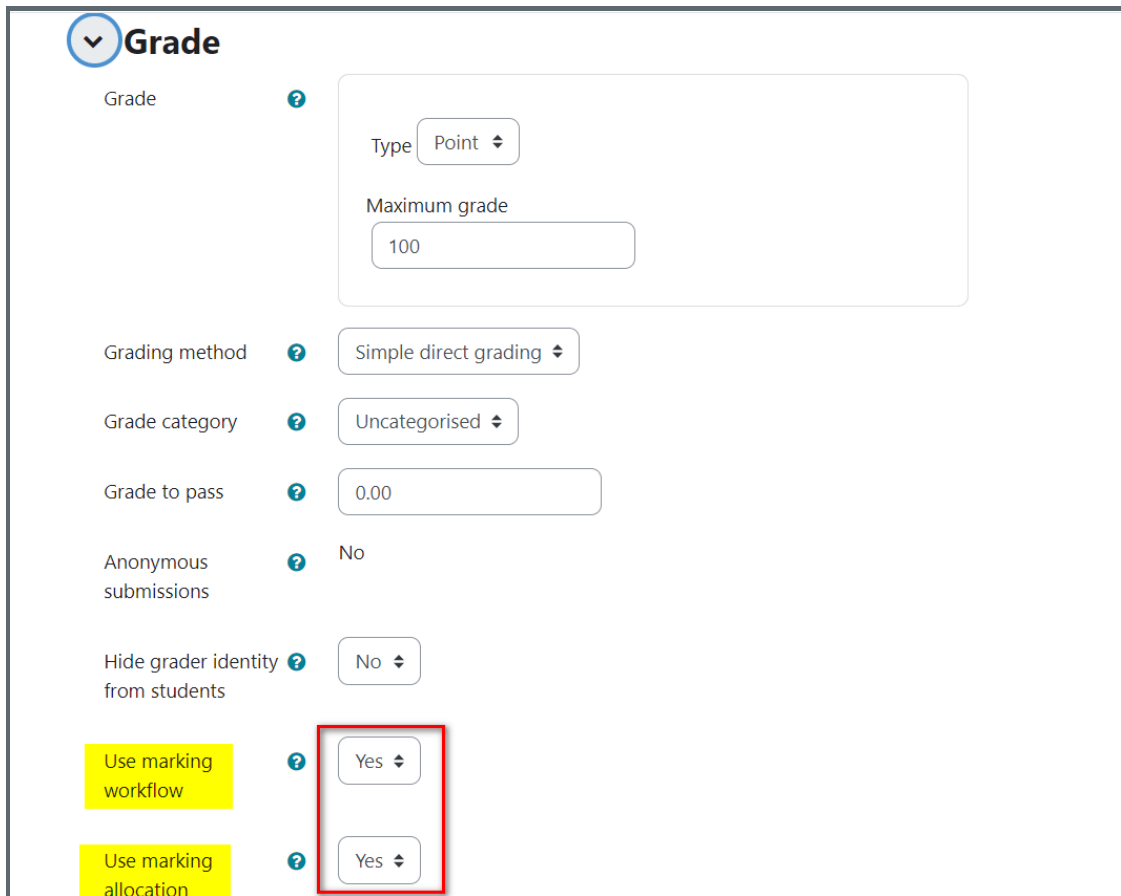 Grade
Grade
Type Point
Maximum grade
100
Grading method Simple direct grading
Grade category Uncategorised
Grade to pass 0.00
Anonymous No
submissions
Hide grader identity No
from students
Use marking Yes
workflow
Use marking Yes
allocation